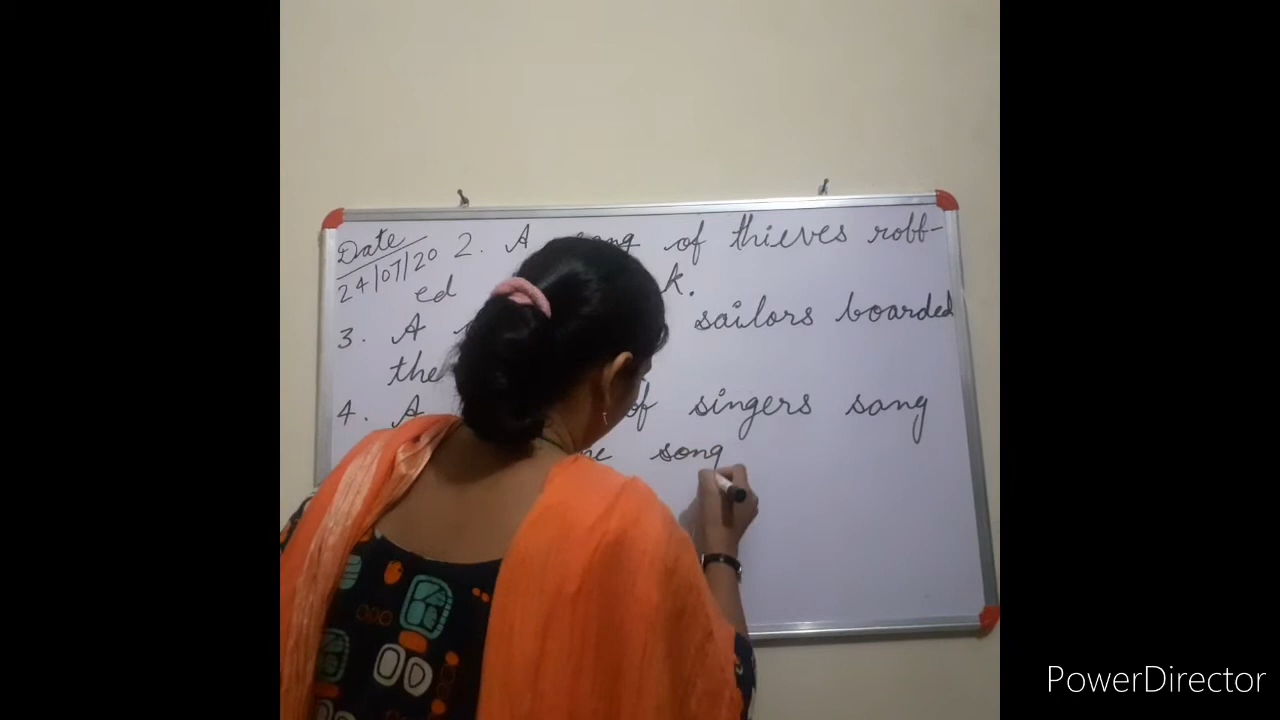 Date
24/07/20 2. A gang of thieves robb-
ed k.
3. A sailors boarded
the
4. A of singers sang
song
PowerDirector